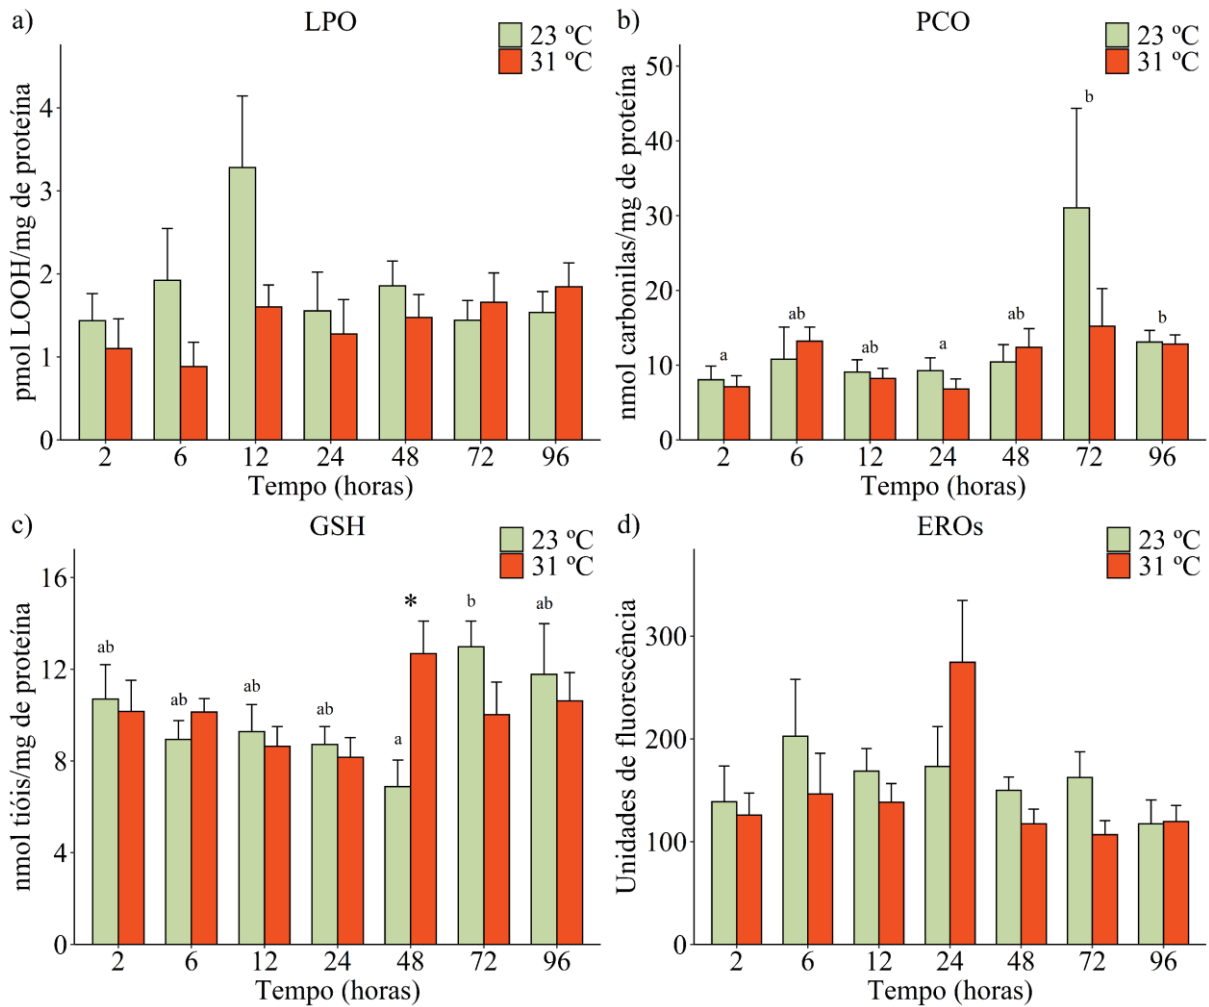 a)
LPO
23 ºC
31 ºC
pmol LOOH/mg de proteína
4
3
2
1
0
2 6 12 24 48 72 96
Tempo (horas)
b)
PCO
23 ºC
31 ºC
nmol carbonilas/mg de proteína
50
40
30
20
10
0
a ab ab a ab b b
2 6 12 24 48 72 96
Tempo (horas)
c)
GSH
23 ºC
31 ºC
nmol tióis/mg de proteína
16
12
8
4
0
ab ab ab ab a * b ab
2 6 12 24 48 72 96
Tempo (horas)
d)
EROs
23 ºC
31 ºC
Unidades de fluorescência
300
200
100
0
2 6 12 24 48 72 96
Tempo (horas)